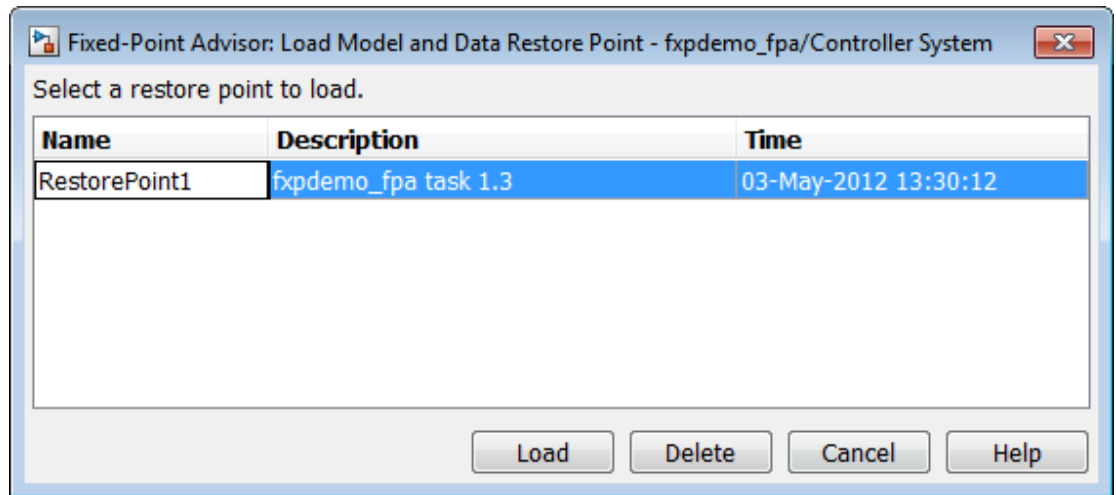 Fixed-Point Advisor: Load Model and Data Restore Point - fxpdemo_fpa/Controller System
Select a restore point to load.
Name Description Time
RestorePoint1 fxpdemo_fpa task 1.3 03-May-2012 13:30:12
Load Delete Cancel Help